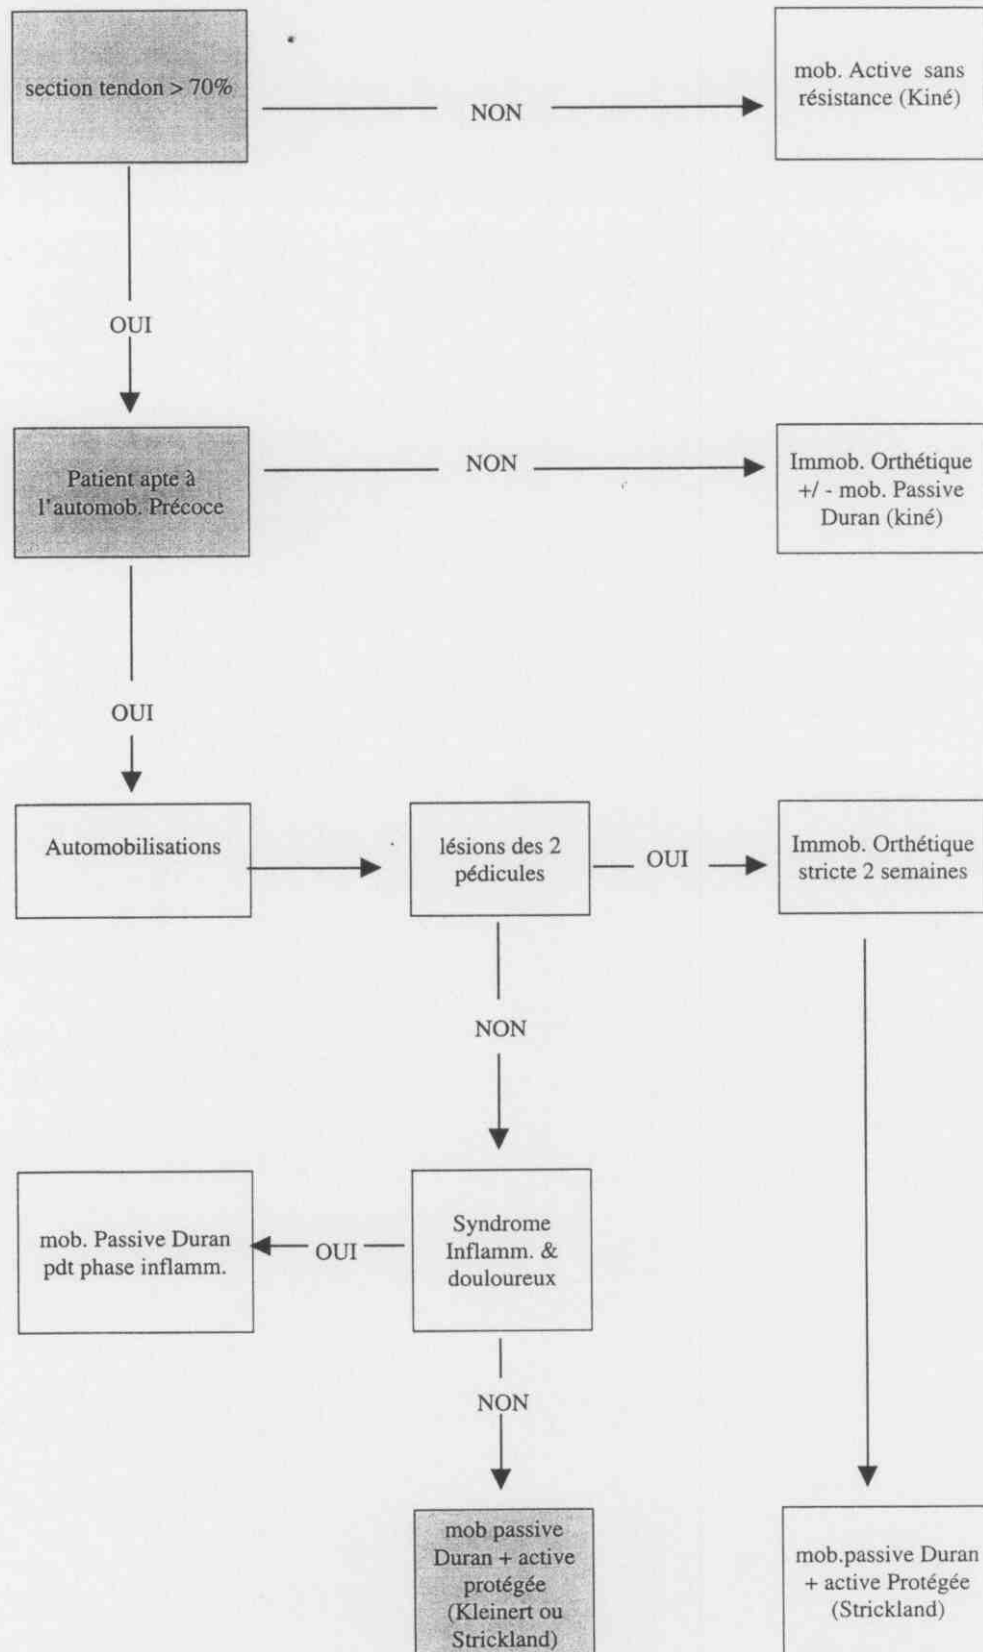 section tendon > 70%
NON
mob. Active sans
résistance (Kiné)
OUI
Patient apte à
l'automob. Précoce
NON
Immob. Orthétique
+/ - mob. Passive
Duran (kiné)
OUI
Automobilisations
lésions des 2
pédicules
OUI
Immob. Orthétique
stricte 2 semaines
NON
mob. Passive Duran
pdt phase inflamm.
OUI
Syndrome
Inflamm. &
douloureux
NON
mob passive
Duran + active
protégée
(Kleinert ou
Strickland)
mob.passive Duran
+ active Protégée
(Strickland)